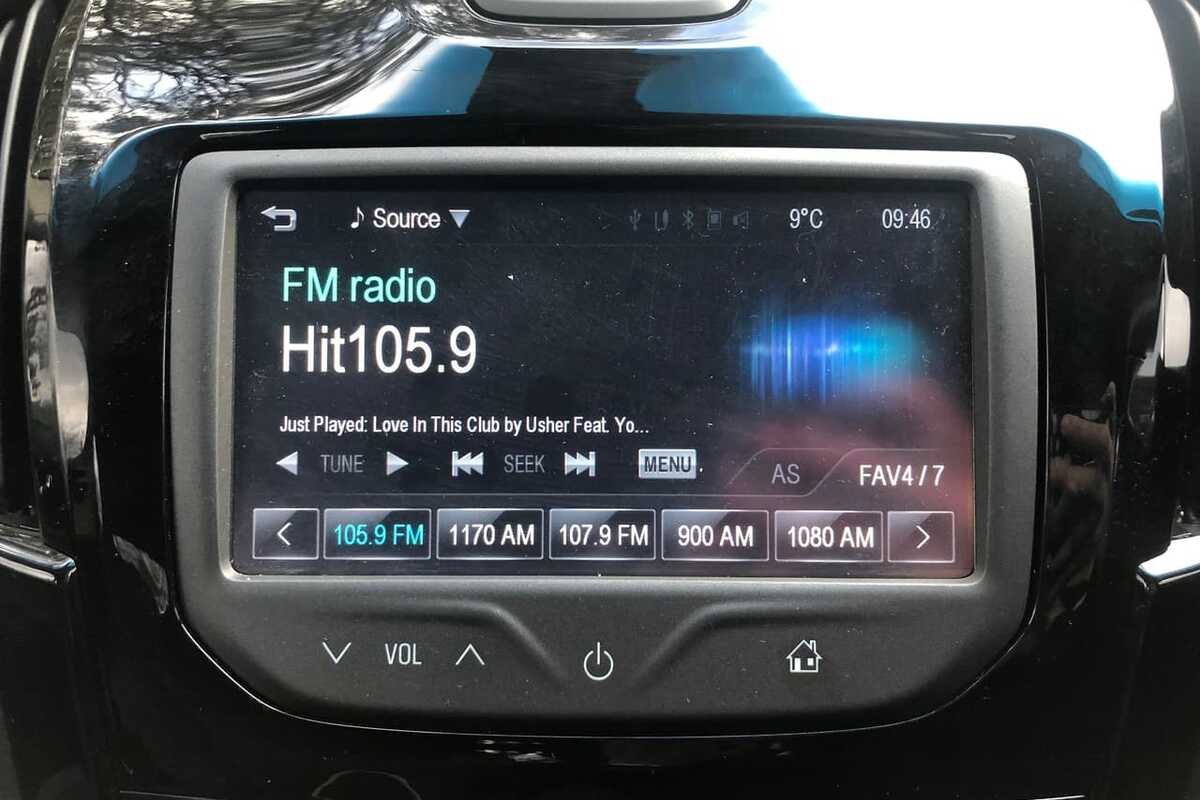 Source 9°C 09:46
FM radio
Hit105.9
Just Played: Love In This Club by Usher Feat. Yo...
TUNE SEEK MENU AS FAV4 / 7
105.9 FM 1170 AM 107.9 FM 900 AM 1080 AM
VOL